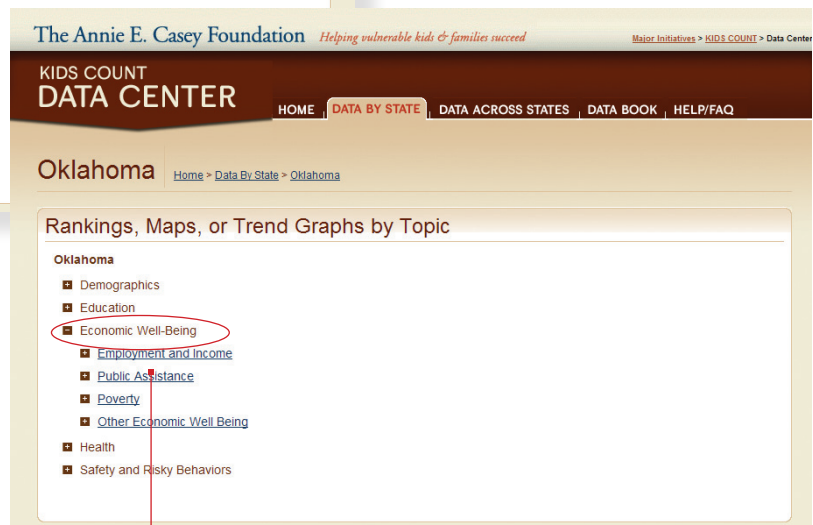 The Annie E. Casey Foundation Helping vulnerable kids & families succeed Major Initiatives > KIDS COUNT > Data Center
KIDS COUNT
DATA CENTER
HOME DATA BY STATE DATA ACROSS STATES DATA BOOK HELP/FAQ
Oklahoma Home > Data By State > Oklahoma
Rankings, Maps, or Trend Graphs by Topic
Oklahoma
Demographics
Education
Economic Well-Being
Employment and Income
Public Assistance
Poverty
Other Economic Well Being
Health
Safety and Risky Behaviors